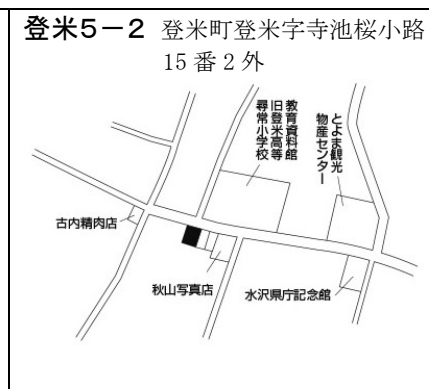 登米5－2 登米町登米字寺池桜小路
15番2外
教育資料館
旧登米高等
尋常小学校
とよま観光
物産センター
古内精肉店
秋山写真店
水沢県庁記念館